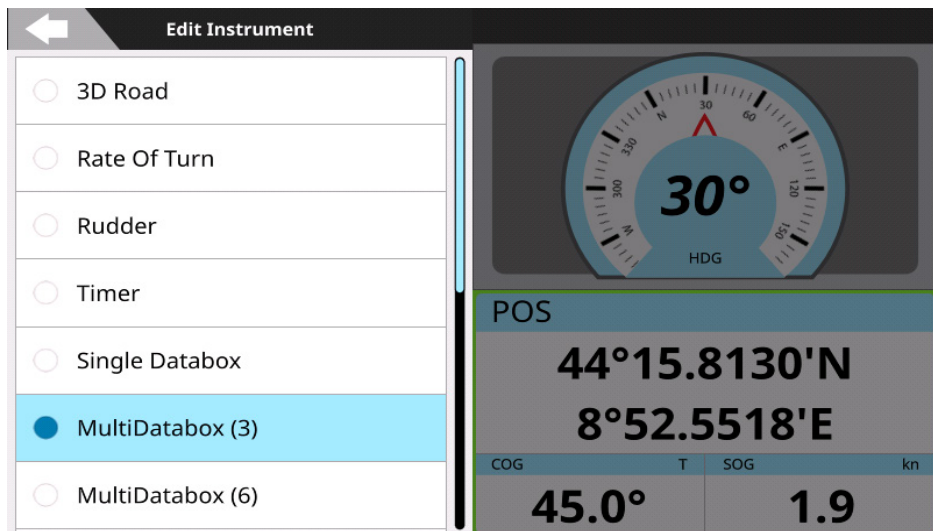 Edit Instrument
3D Road
Rate Of Turn
Rudder
Timer
Single Databox
MultiDatabox (3)
MultiDatabox (6)
W 300 330 N 30 60 E 120 150
30°
HDG
POS
44°15.8130'N
8°52.5518'E
COG T SOG kn
45.0° 1.9